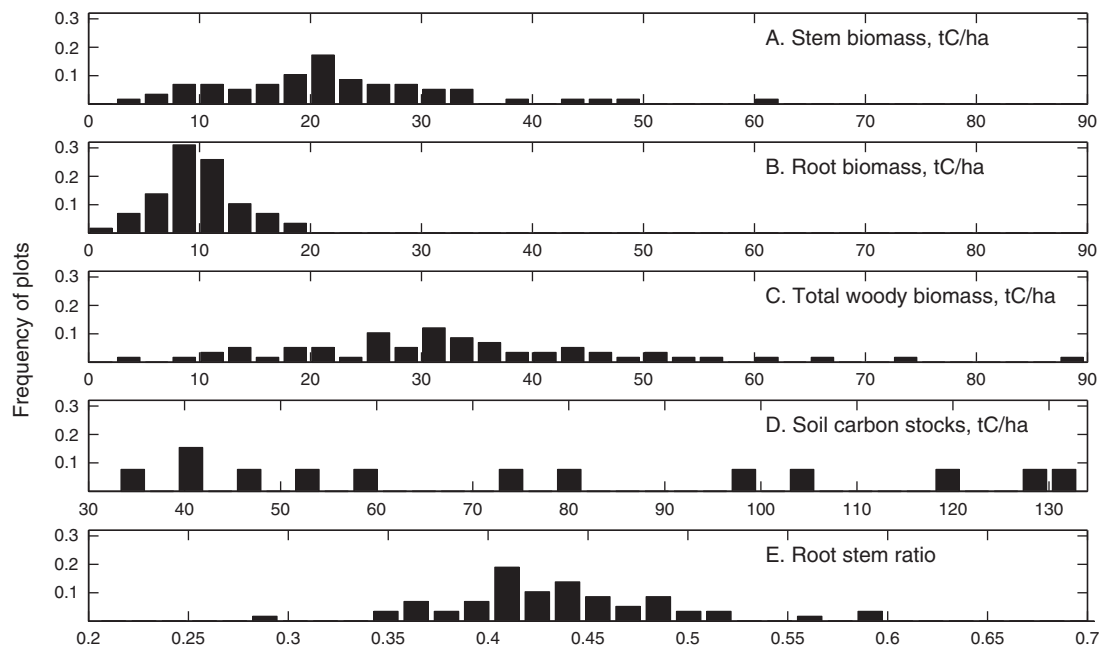 Frequency of plots
0.3
0.2
0.1
A. Stem biomass, tC/ha
0 10 20 30 40 50 60 70 80 90
0.3
0.2
0.1
B. Root biomass, tC/ha
0 10 20 30 40 50 60 70 80 90
0.3
0.2
0.1
C. Total woody biomass, tC/ha
0 10 20 30 40 50 60 70 80 90
0.3
0.2
0.1
D. Soil carbon stocks, tC/ha
30 40 50 60 70 80 90 100 110 120 130
0.3
0.2
0.1
E. Root stem ratio
0.2 0.25 0.3 0.35 0.4 0.45 0.5 0.55 0.6 0.65 0.7